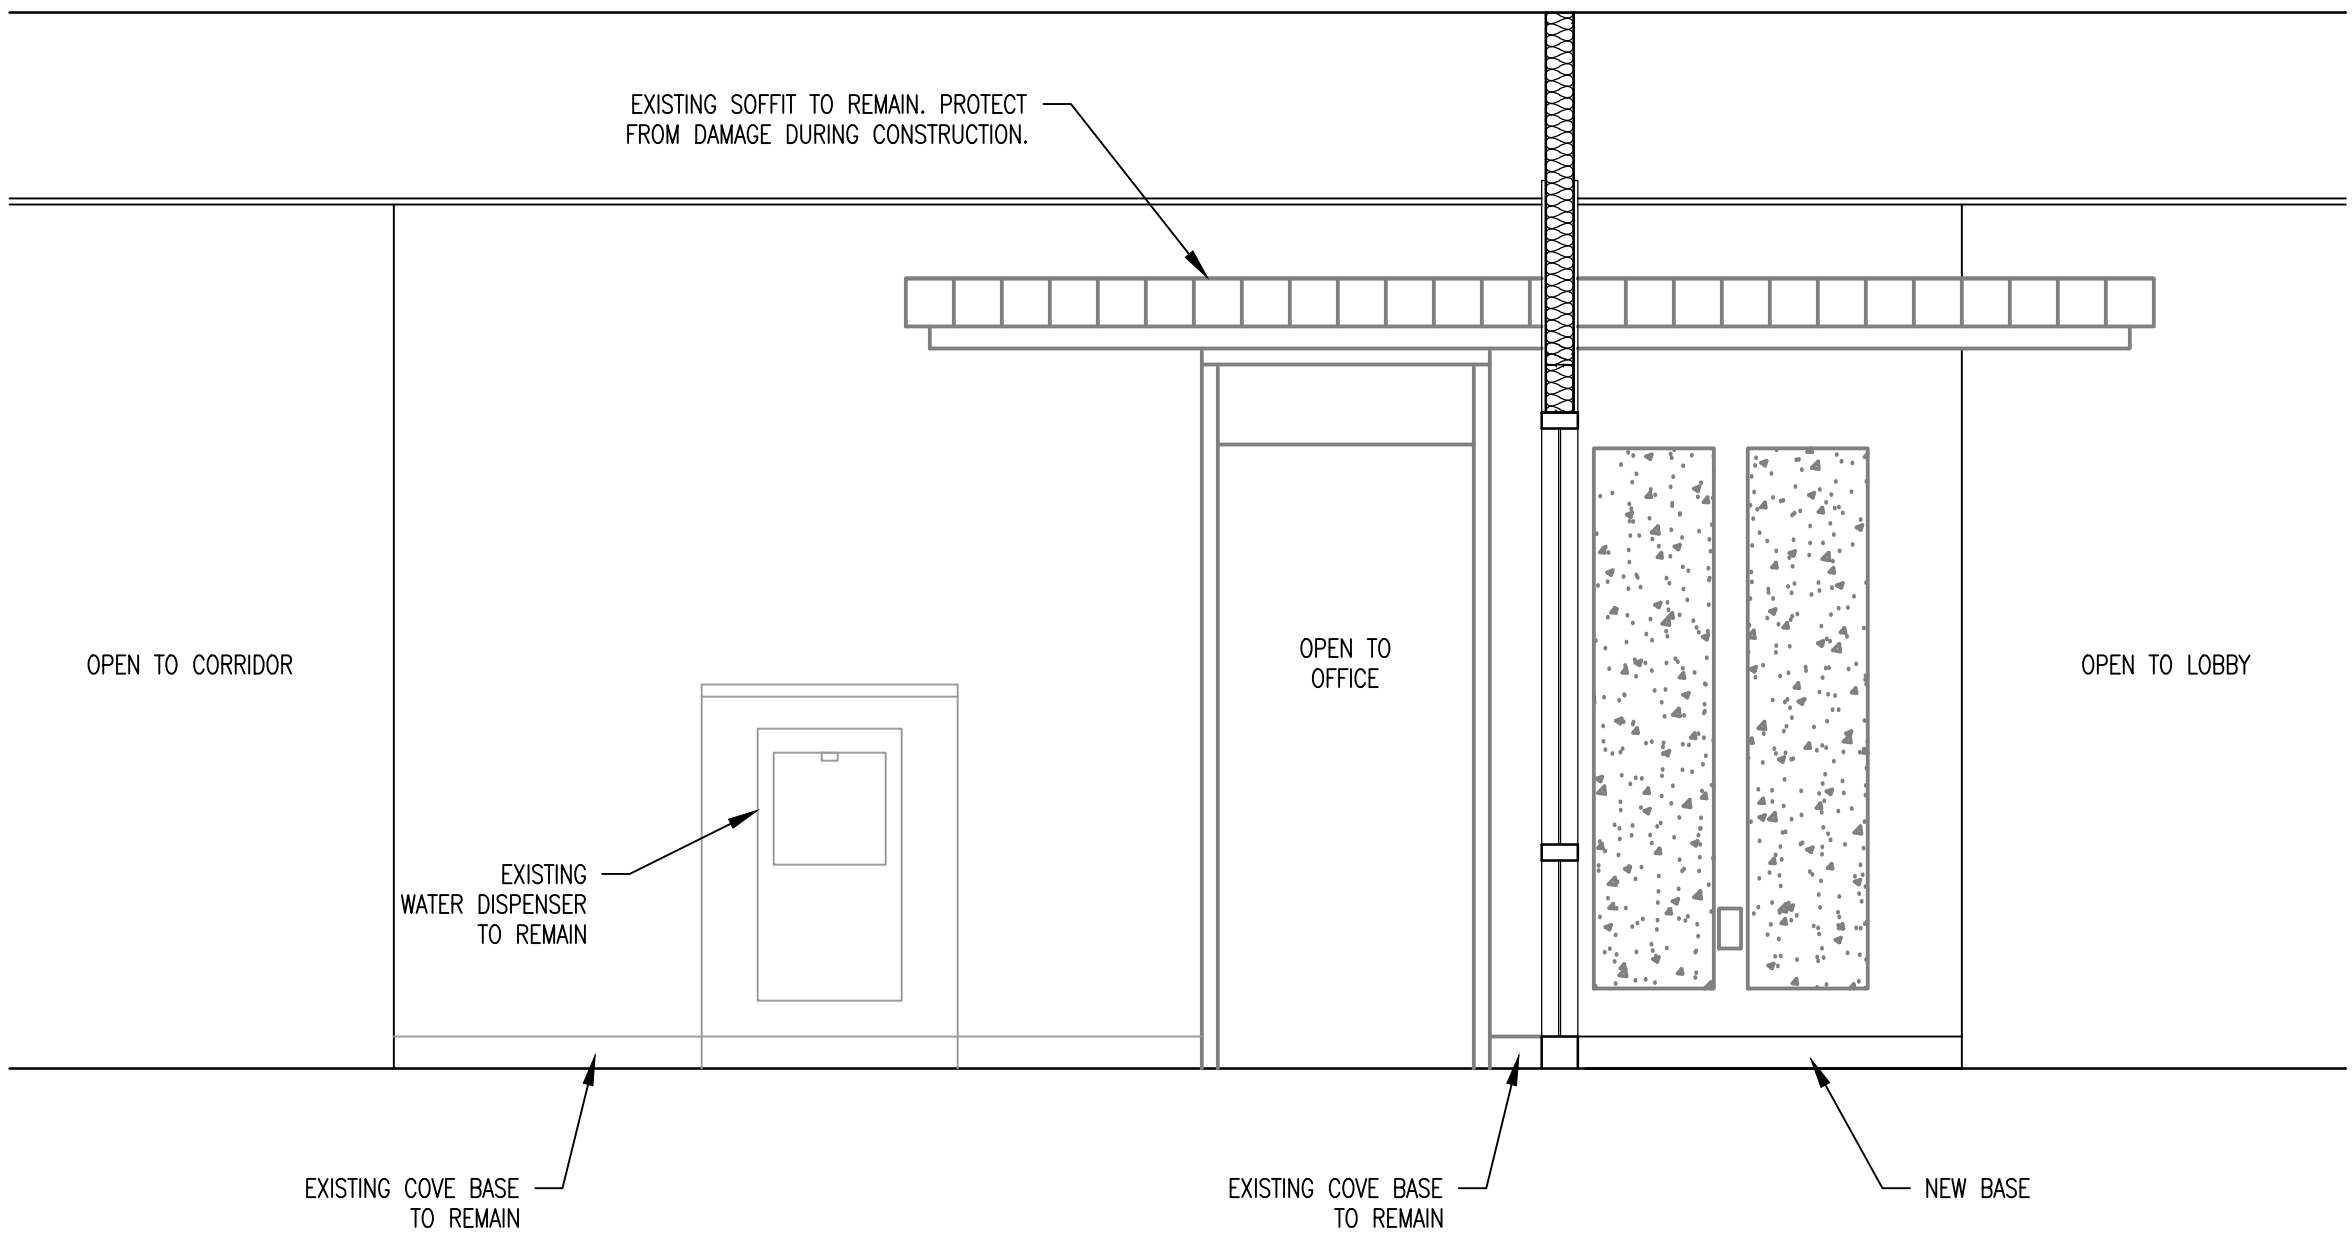 EXISTING SOFFIT TO REMAIN. PROTECT
FROM DAMAGE DURING CONSTRUCTION.
OPEN TO CORRIDOR
OPEN TO
OFFICE
OPEN TO LOBBY
EXISTING
WATER DISPENSER
TO REMAIN
EXISTING COVE BASE
TO REMAIN
EXISTING COVE BASE
TO REMAIN
NEW BASE